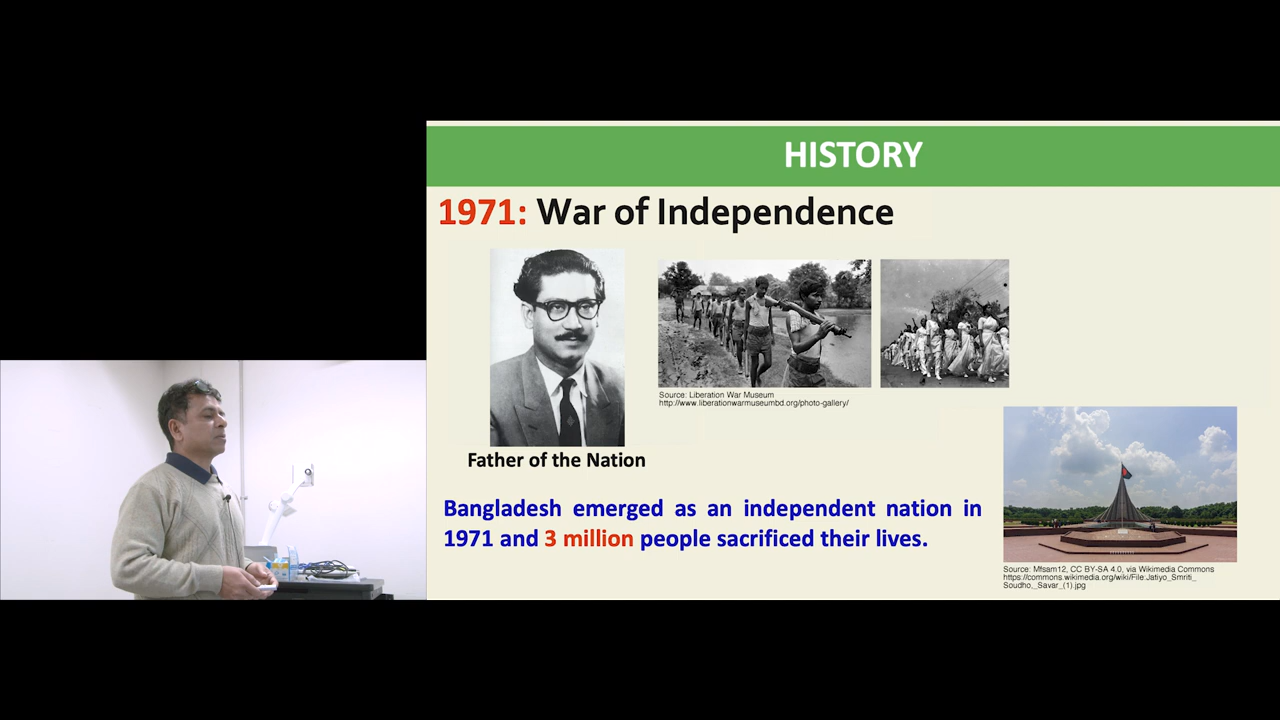 HISTORY
1971: War of Independence
Source: Liberation War Museum
http://www.liberationwarmuseumbd.org/photo-gallery/
Father of the Nation
Bangladesh emerged as an independent nation in
1971 and 3 million people sacrificed their lives.
Source: Mfsam12, CC BY-SA 4.0, via Wikimedia Commons
https://commons.wikimedia.org/wiki/File:Jatiyo_Smriti_
Soudho,_Savar_(1).jpg